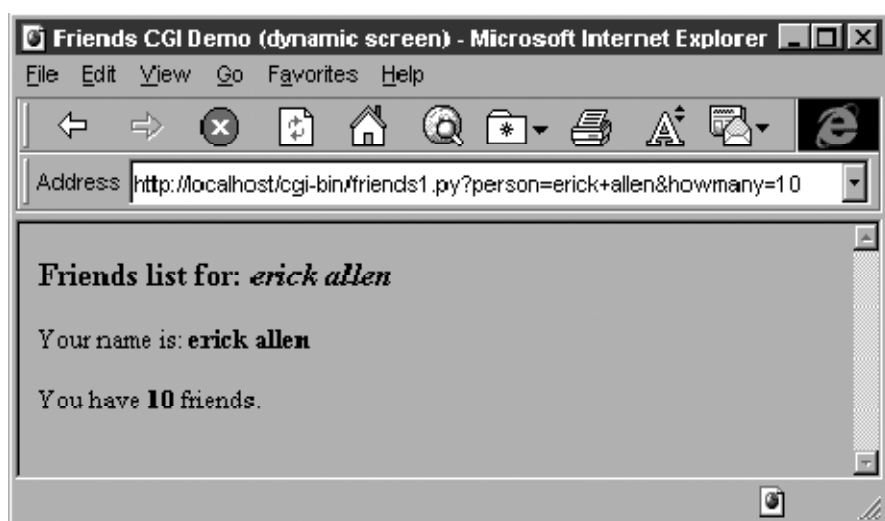 Friends CGI Demo (dynamic screen) - Microsoft Internet Explorer
File Edit View Go Favorites Help
Address http://localhost/cgi-bin/friends1.py?person=erick+allen&howmany=10
Friends list for: erick allen
Your name is: erick allen
You have 10 friends.